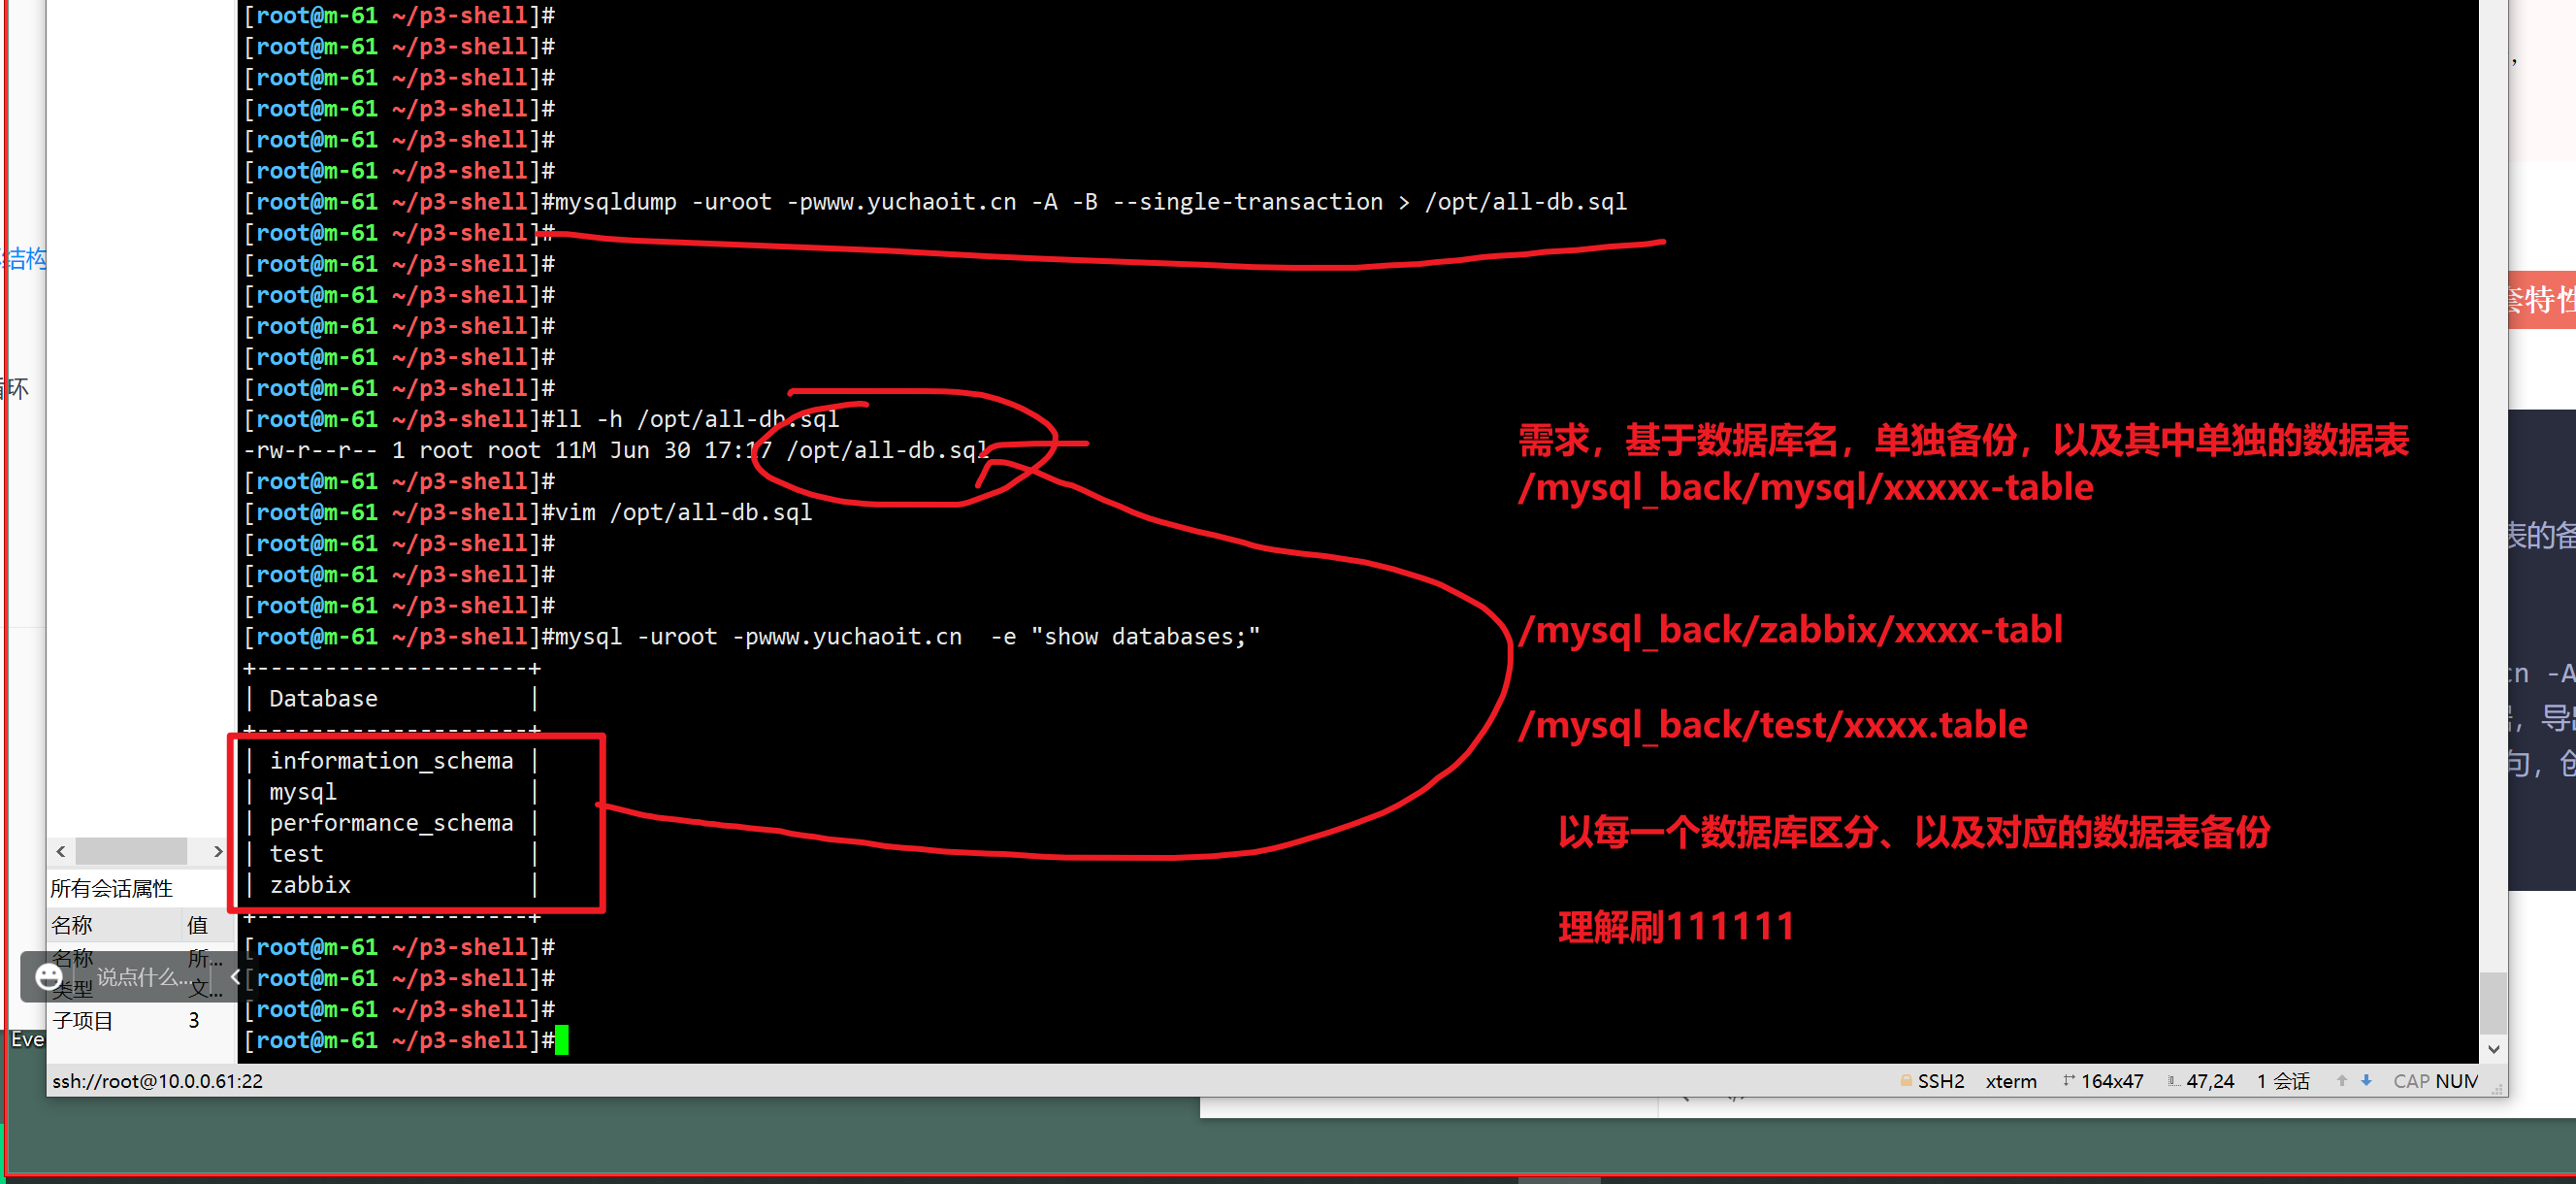 [root@m-61 ~/p3-shell]#
[root@m-61 ~/p3-shell]#
[root@m-61 ~/p3-shell]#
[root@m-61 ~/p3-shell]#
[root@m-61 ~/p3-shell]#
[root@m-61 ~/p3-shell]#
[root@m-61 ~/p3-shell]#mysqldump -uroot -pwww.yuchaoit.cn -A -B --single-transaction > /opt/all-db.sql
[root@m-61 ~/p3-shell]#
[root@m-61 ~/p3-shell]#
[root@m-61 ~/p3-shell]#
[root@m-61 ~/p3-shell]#
[root@m-61 ~/p3-shell]#
[root@m-61 ~/p3-shell]#
[root@m-61 ~/p3-shell]#ll -h /opt/all-db.sql
-rw-r--r-- 1 root root 11M Jun 30 17:17 /opt/all-db.sql
[root@m-61 ~/p3-shell]#
[root@m-61 ~/p3-shell]#vim /opt/all-db.sql
[root@m-61 ~/p3-shell]#
[root@m-61 ~/p3-shell]#
[root@m-61 ~/p3-shell]#
[root@m-61 ~/p3-shell]#mysql -uroot -pwww.yuchaoit.cn  -e "show databases;"
+--------------------+
| Database           |
+--------------------+
| information_schema |
| mysql              |
| performance_schema |
| test               |
| zabbix             |
+--------------------+
[root@m-61 ~/p3-shell]#
[root@m-61 ~/p3-shell]#
[root@m-61 ~/p3-shell]#
[root@m-61 ~/p3-shell]#
需求，基于数据库名，单独备份，以及其中单独的数据表
/mysql_back/mysql/xxxxx-table
/mysql_back/zabbix/xxxx-tabl
/mysql_back/test/xxxx.table
以每一个数据库区分、以及对应的数据表备份
理解刷111111
结构
环
所有会话属性
名称 值
名称 所...
类型 文...
子项目 3
说点什么...
Eve
ssh://root@10.0.0.61:22
SSH2 xterm 164x47 47,24 1 会话 CAP NUM
套特性
表的备
cn -A
，导出
句，创